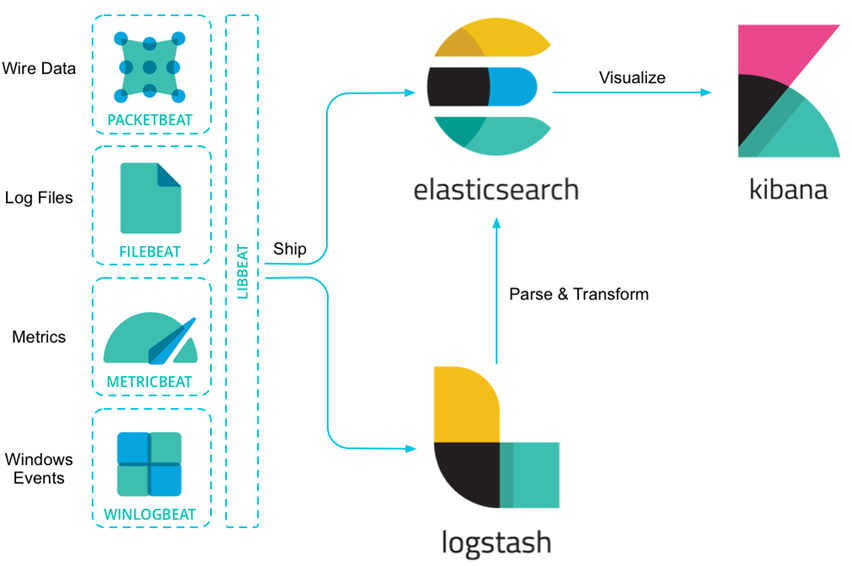 Wire Data
PACKETBEAT
Log Files
FILEBEAT
Metrics
METRICBEAT
Windows
Events
WINLOGBEAT
LIBBEAT
Ship
elasticsearch
Visualize
kibana
Parse & Transform
logstash